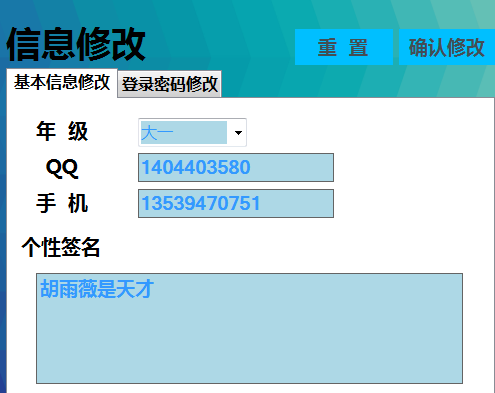 信息修改
重 置
确认修改
基本信息修改
登录密码修改
年 级
大一
QQ
1404403580
手 机
13539470751
个性签名
胡雨薇是天才